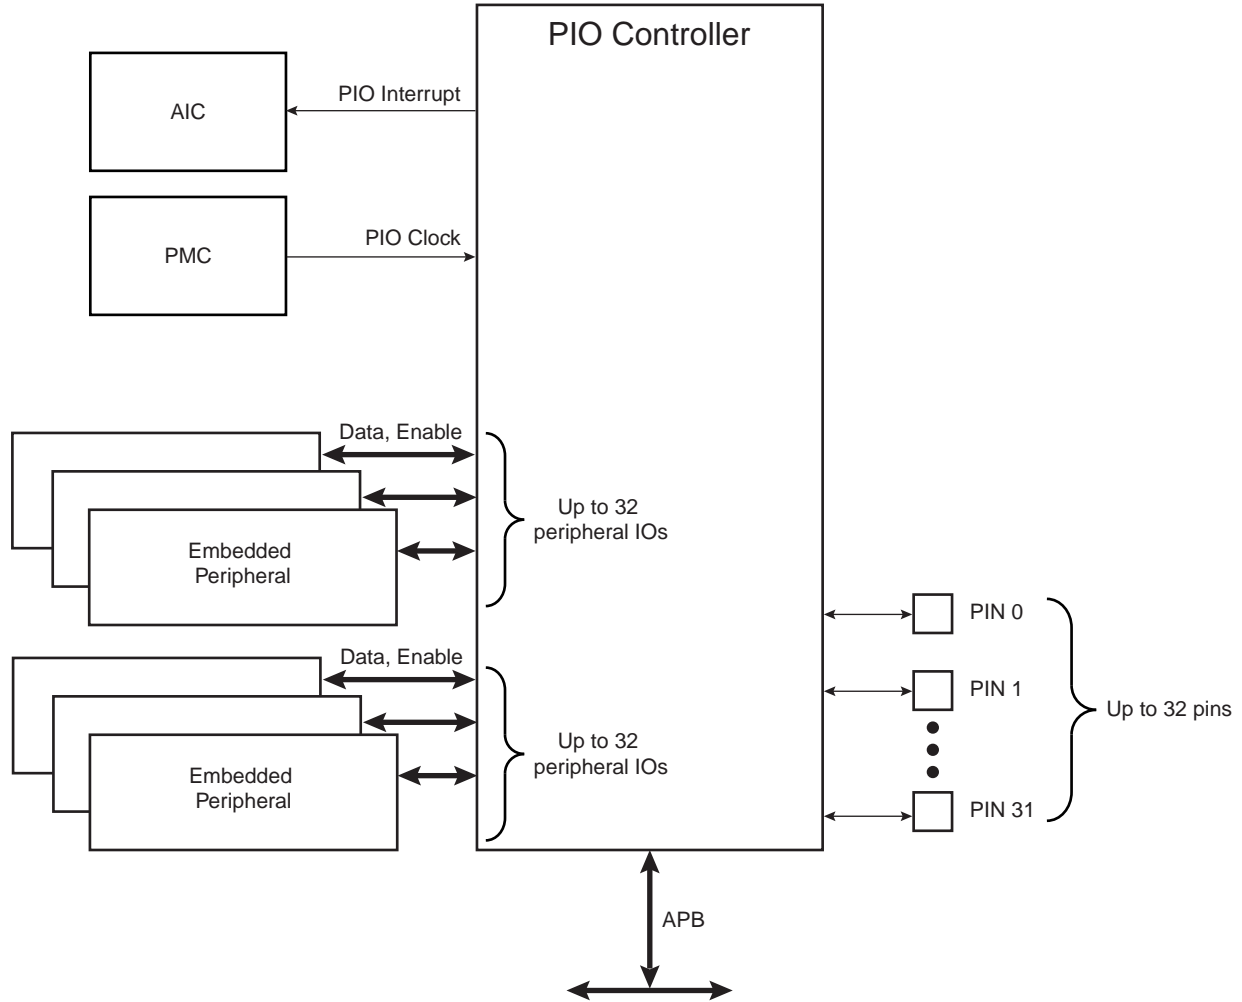 PIO Controller
PIO Interrupt
AIC
PIO Clock
PMC
Data, Enable
Up to 32
peripheral IOs
Embedded
Peripheral
PIN 0
Data, Enable
PIN 1
Up to 32 pins
Up to 32
peripheral IOs
Embedded
Peripheral
PIN 31
APB